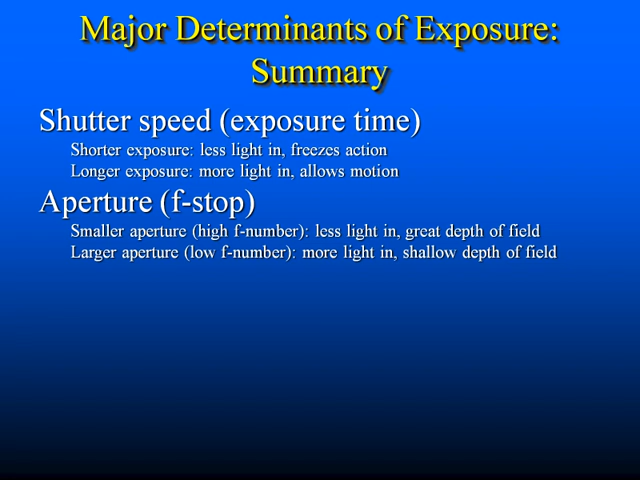 Major Determinants of Exposure:
Summary
Shutter speed (exposure time)
Shorter exposure: less light in, freezes action
Longer exposure: more light in, allows motion
Aperture (f-stop)
Smaller aperture (high f-number): less light in, great depth of field
Larger aperture (low f-number): more light in, shallow depth of field